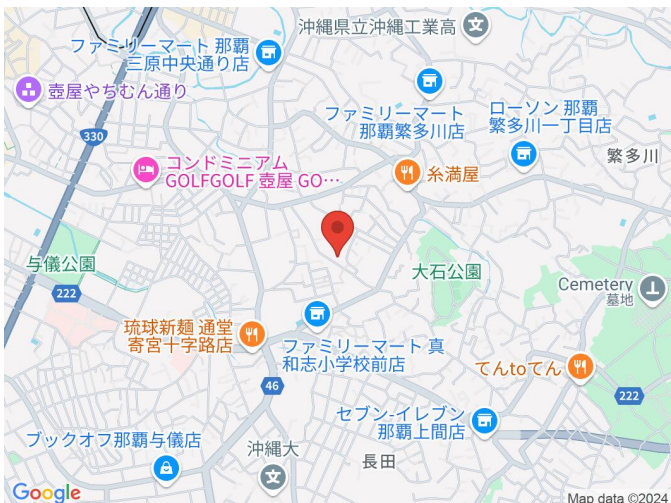 沖縄県立沖縄工業高
ファミリーマート 那覇
三原中央通り店
壺屋やちむん通り
ファミリーマート
那覇繁多川店
ローソン 那覇
繁多川一丁目店
330
繁多川
コンドミニアム
GOLFGOLF 壺屋 GO…
糸満屋
与儀公園
大石公園
222
Cemetery
墓地
琉球新麺 通堂
寄宮十字路店
ファミリーマート 真
和志小学校前店
てんtoてん
46
222
セブン-イレブン
那覇上間店
ブックオフ那覇与儀店
沖縄大
長田
Google
Map data ©2024